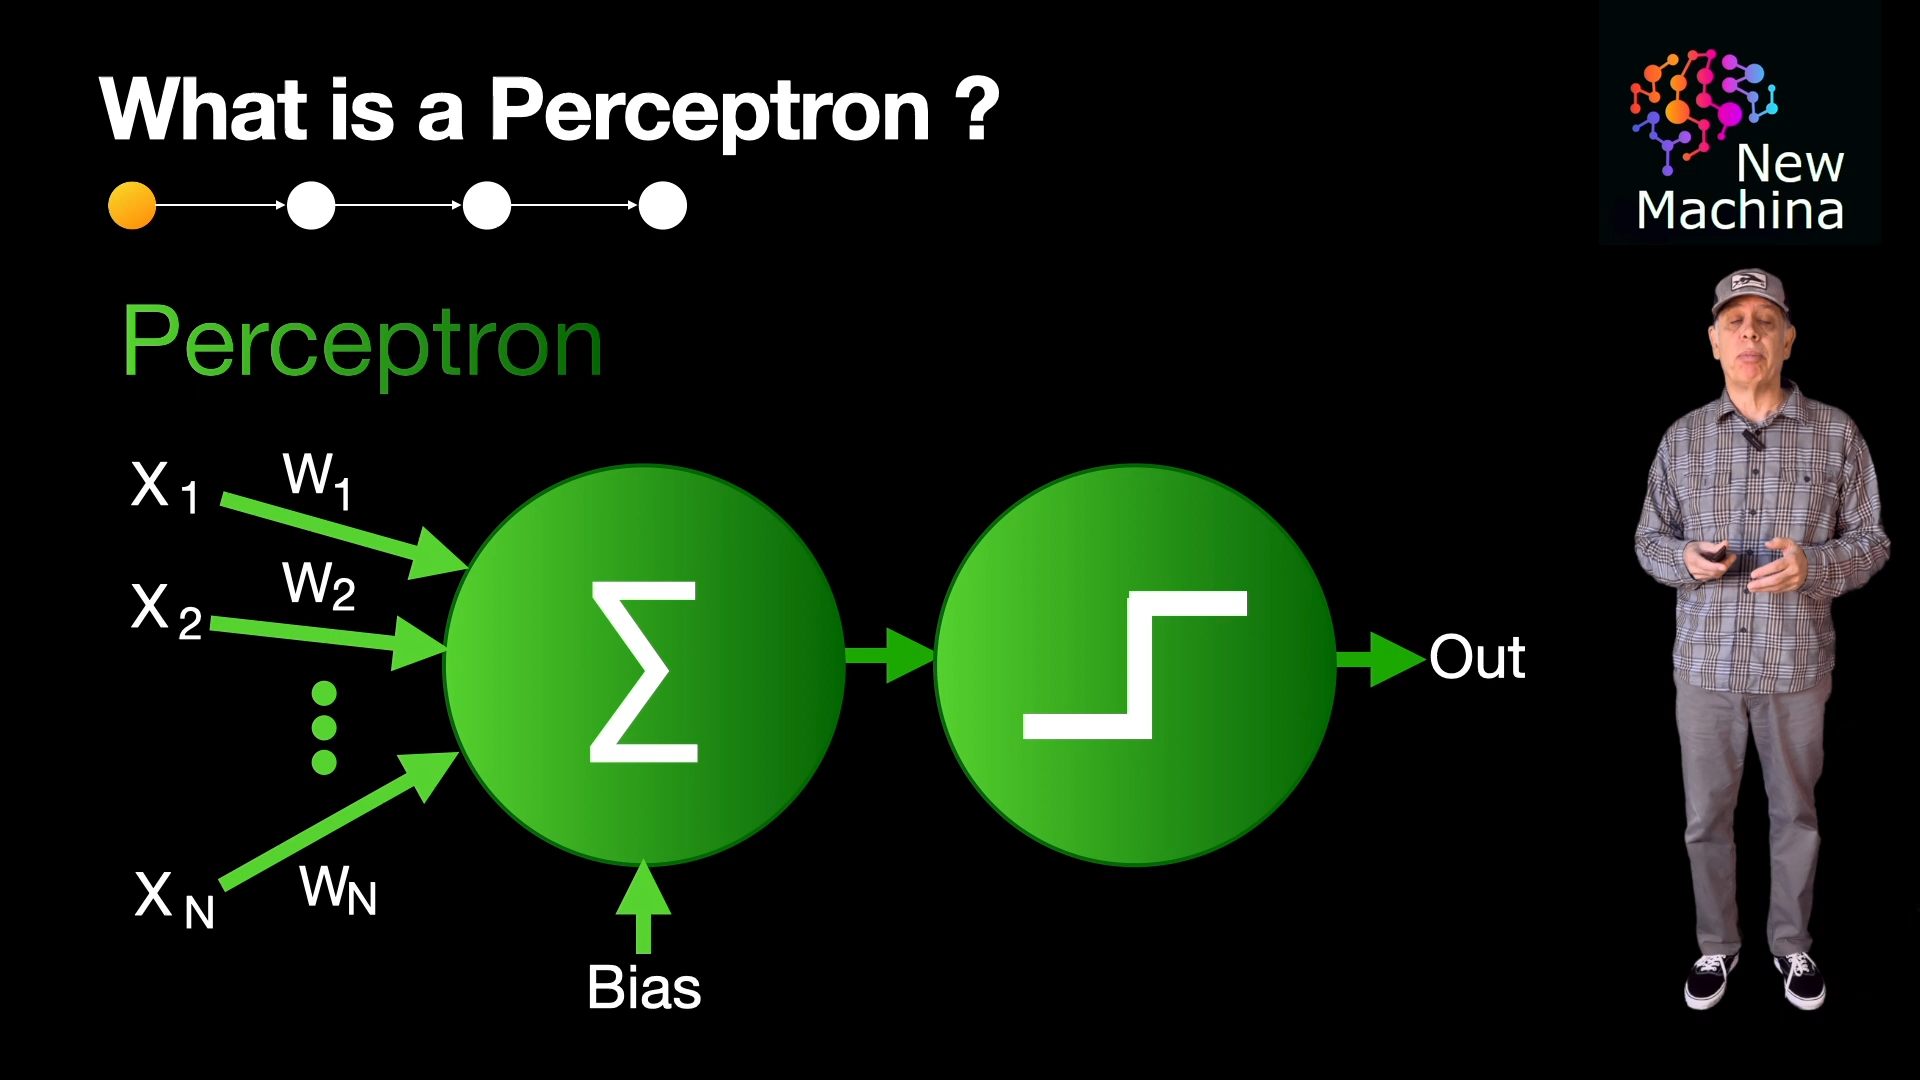 What is a Perceptron ?
New
Machina
Perceptron
X1 W1
X2 W2
XN WN
Σ
Out
Bias